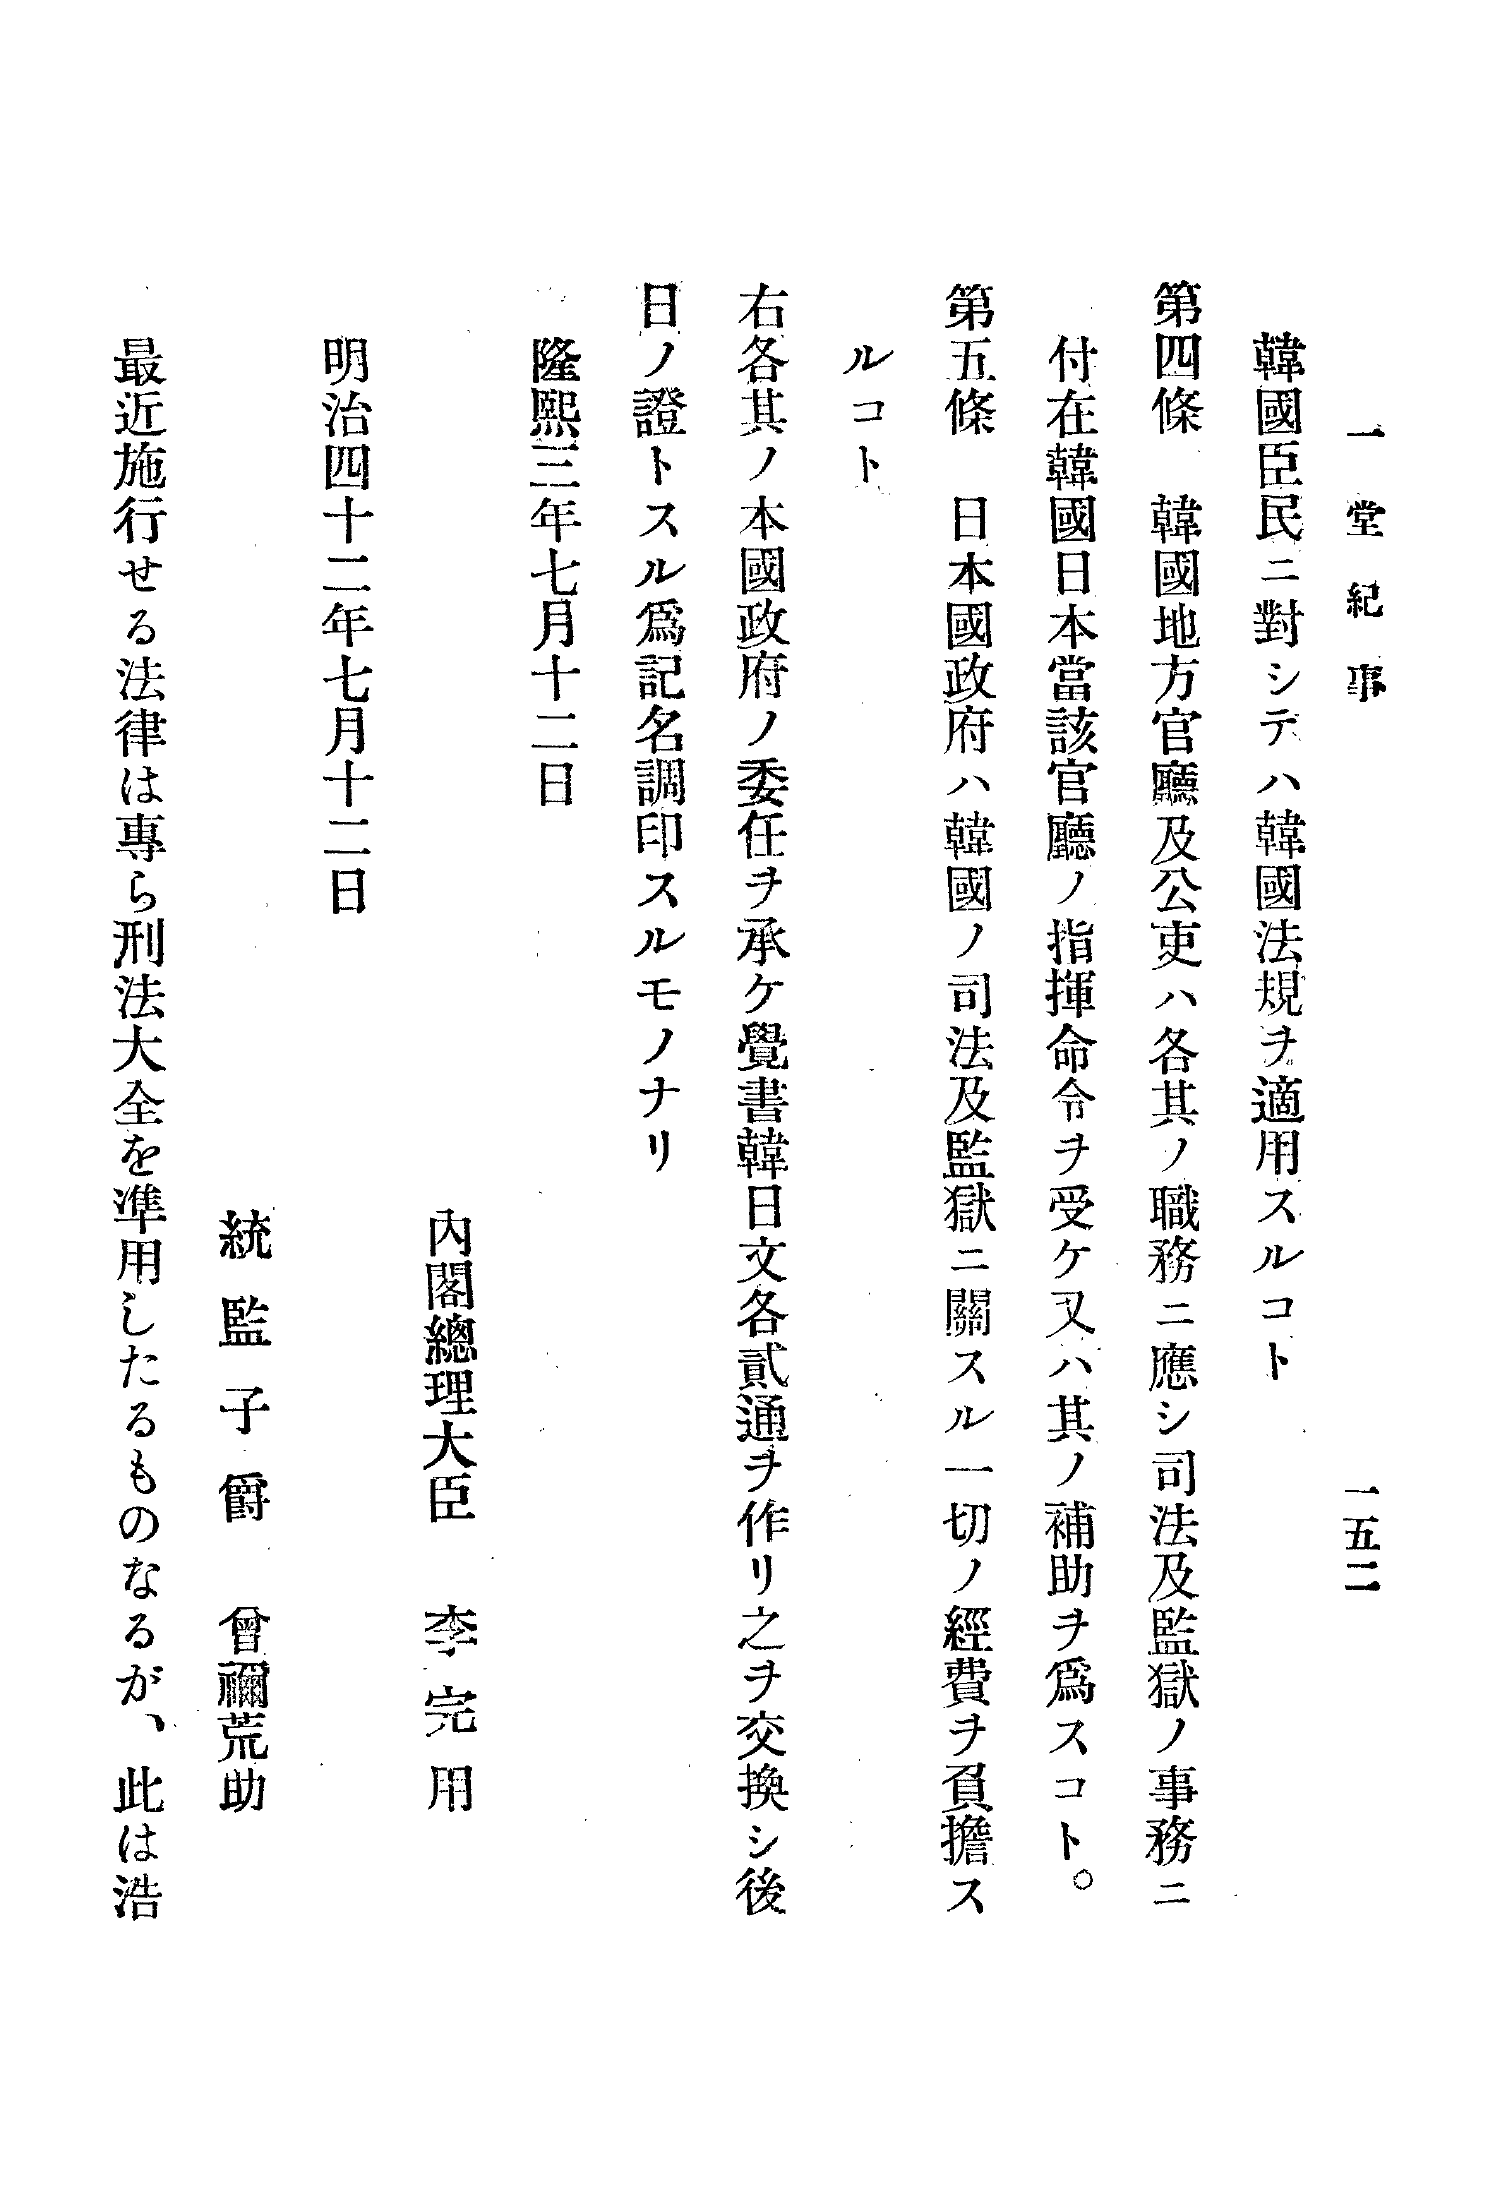 一堂紀事　一五二
韓國臣民ニ對シテハ韓國法規ヲ適用スルコト
第四條　韓國地方官廳及公吏ハ各其ノ職務ニ應シ司法及監獄ノ事務ニ
付在韓國日本當該官廳ノ指揮命令ヲ受ケ又ハ其ノ補助ヲ爲スコト。
第五條　日本國政府ハ韓國ノ司法及監獄ニ關スル一切ノ經費ヲ負擔ス
ルコト
右各其ノ本國政府ノ委任ヲ承ケ覺書韓日文各貳通ヲ作リ之ヲ交換シ後
日ノ證トスル爲記名調印スルモノナリ
隆熙三年七月十二日
內閣總理大臣　李完用
明治四十二年七月十二日
統監子爵　曾禰荒助
最近施行せる法律は專ら刑法大全を準用したるものなるが、此は浩